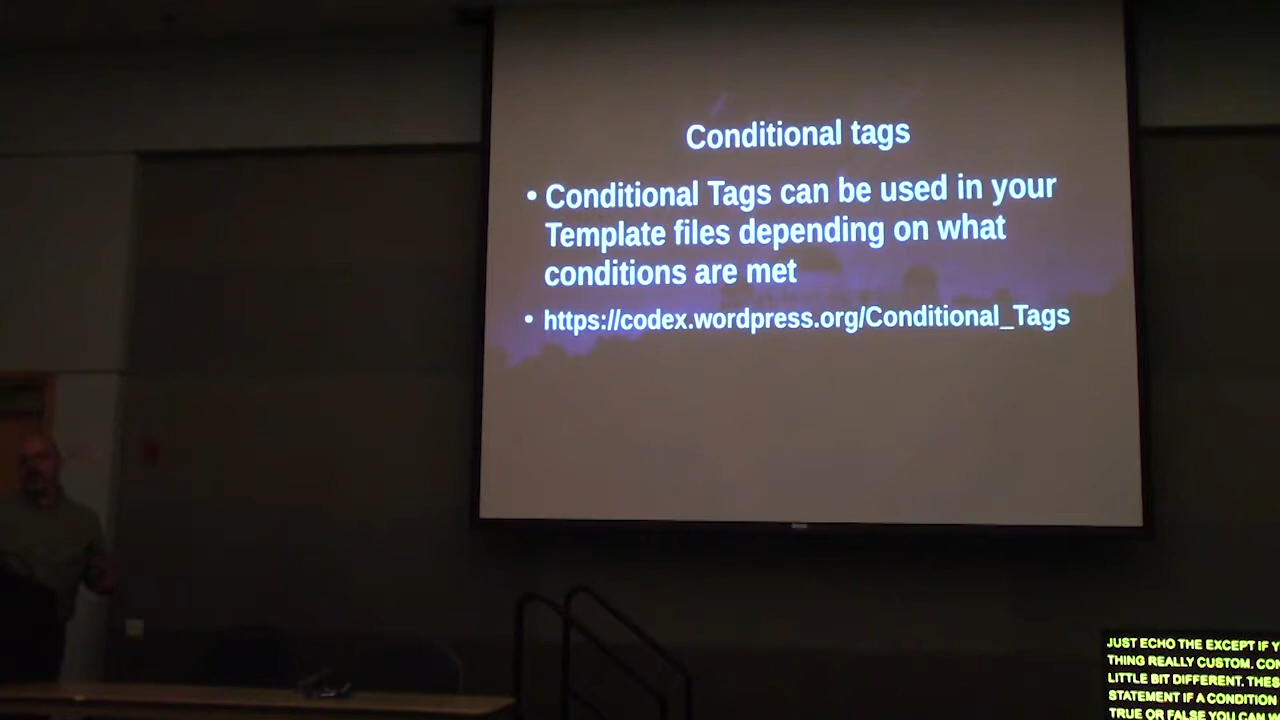 Conditional tags
• Conditional Tags can be used in your
Template files depending on what
conditions are met
• https://codex.wordpress.org/Conditional_Tags
JUST ECHO THE EXCEPT IF Y
THING REALLY CUSTOM. CON
LITTLE BIT DIFFERENT. THES
STATEMENT IF A CONDITION
TRUE OR FALSE YOU CAN